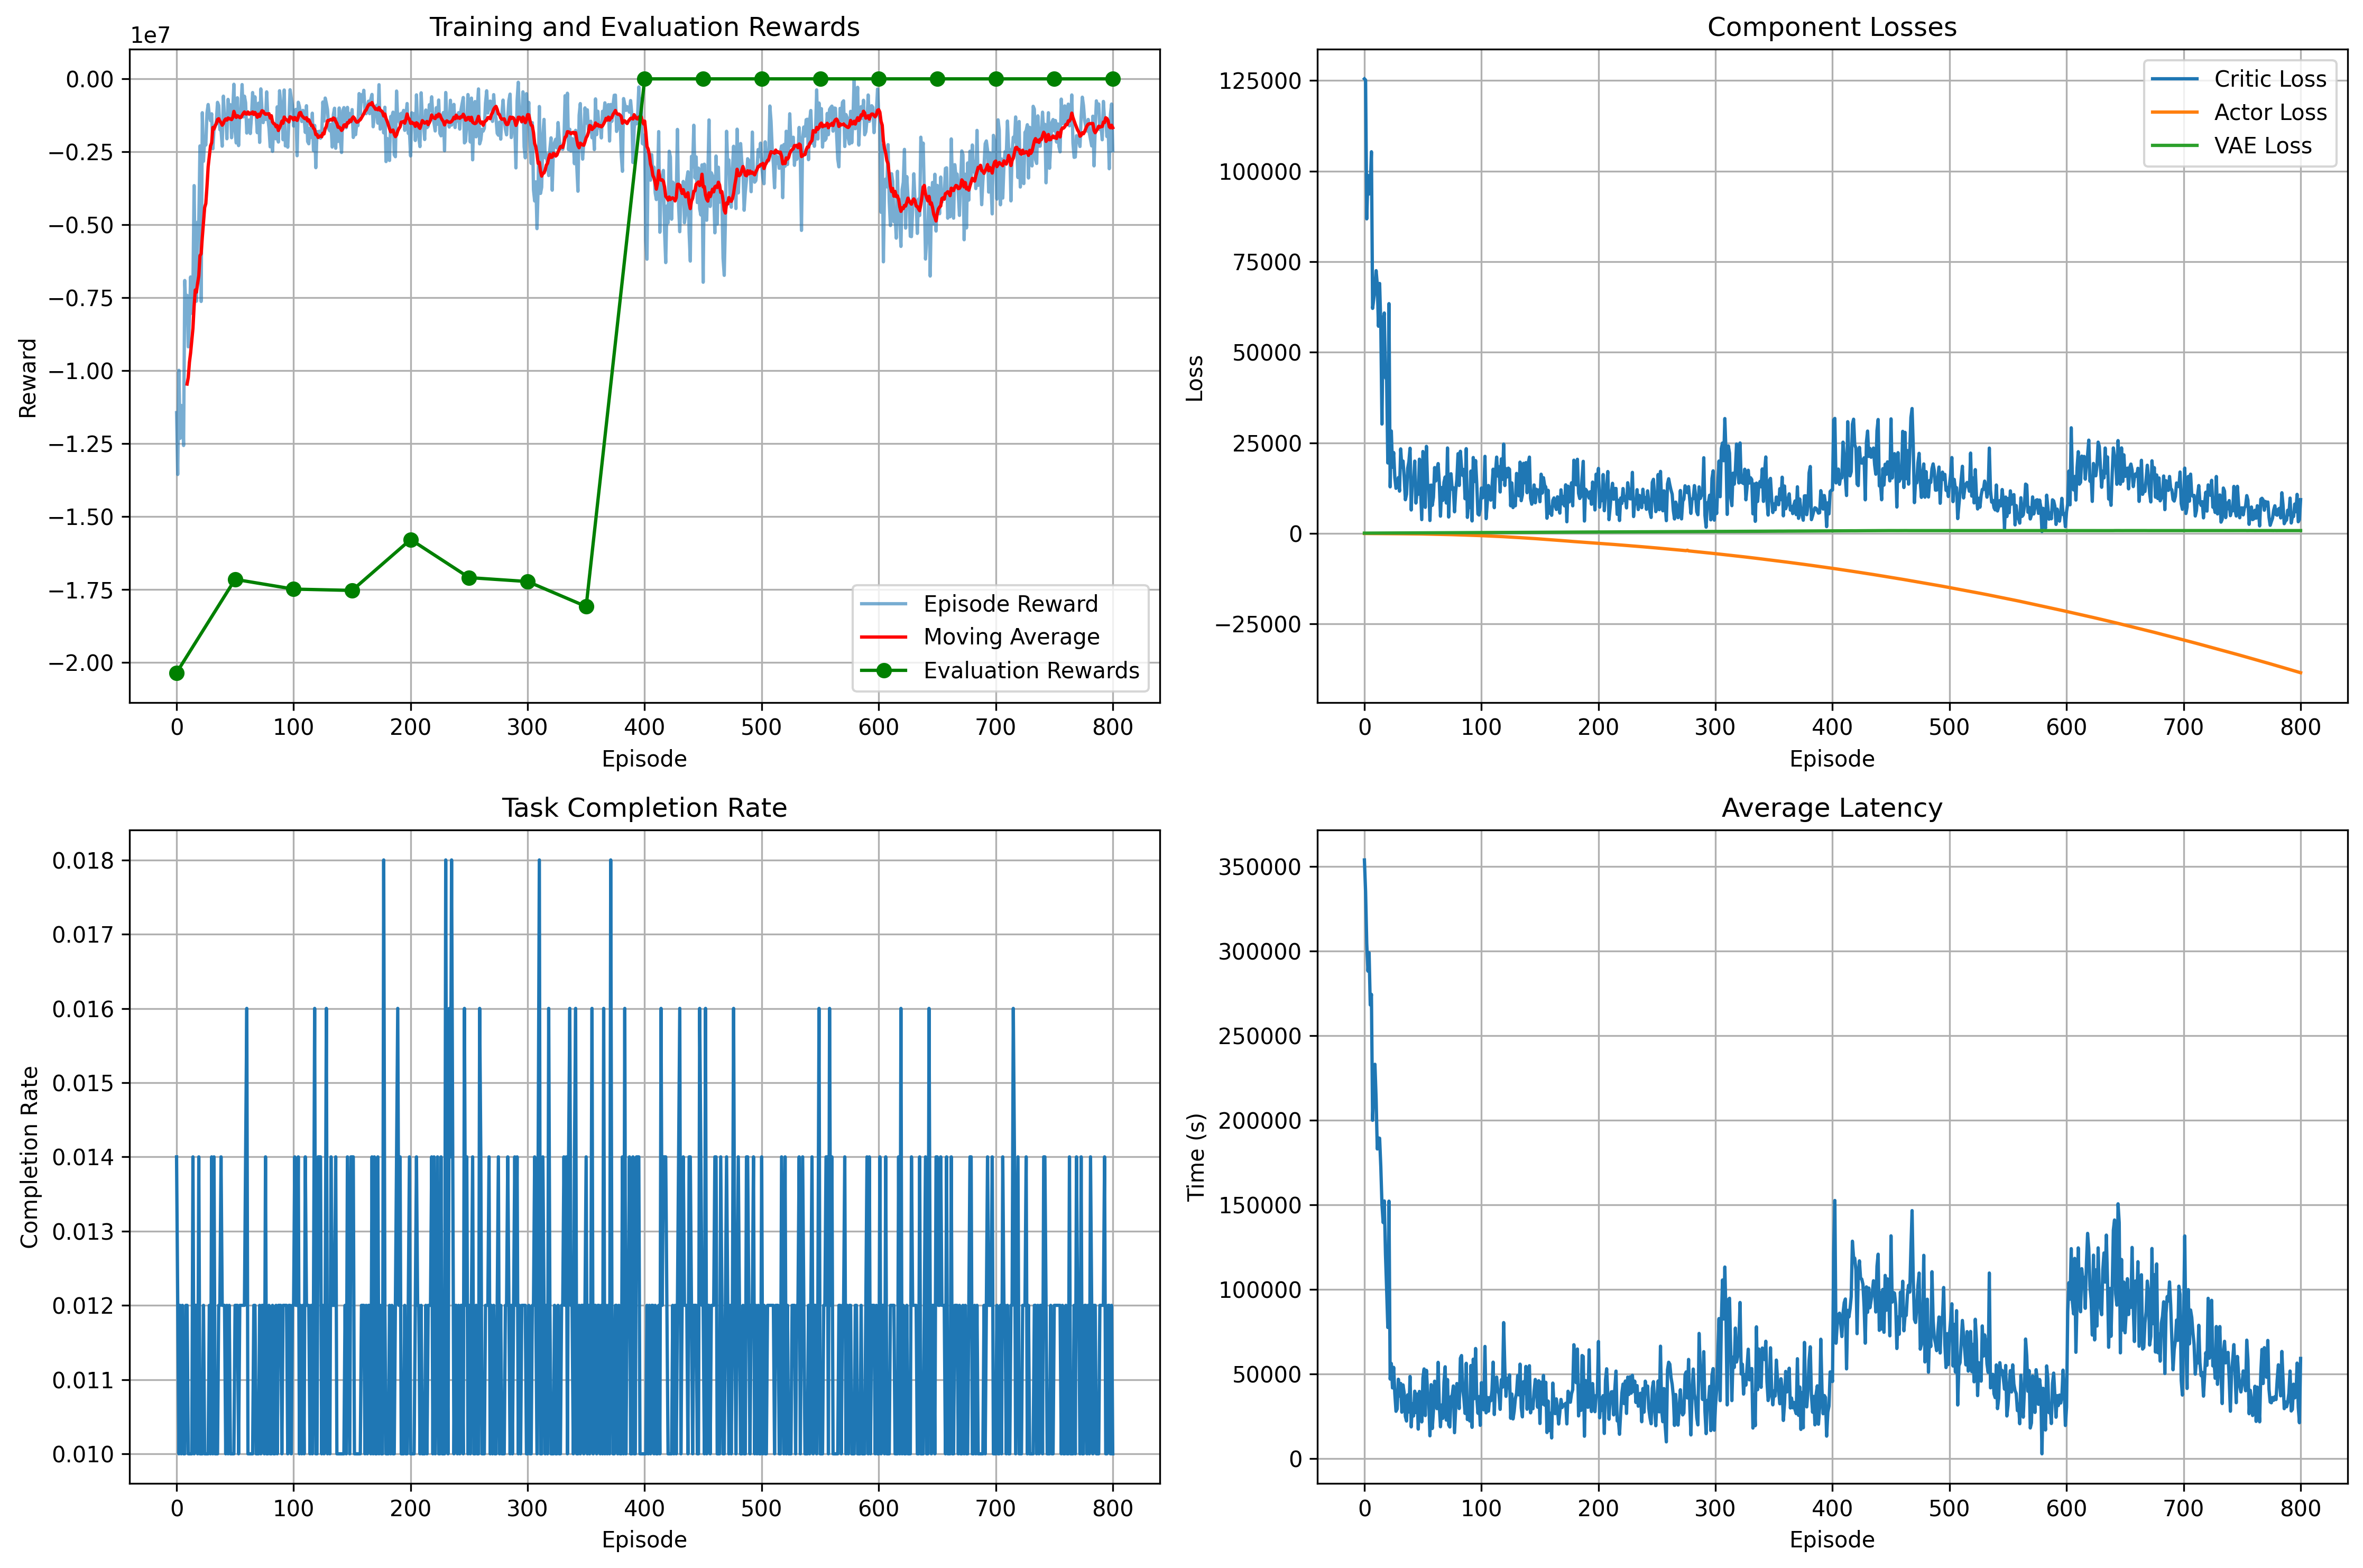 Training and Evaluation Rewards
1e7
0.00
−0.25
−0.50
−0.75
−1.00
−1.25
−1.50
−1.75
−2.00
Reward
Episode Reward
Moving Average
Evaluation Rewards
0 100 200 300 400 500 600 700 800
Episode
Component Losses
125000
100000
75000
50000
25000
0
−25000
Loss
Critic Loss
Actor Loss
VAE Loss
0 100 200 300 400 500 600 700 800
Episode
Task Completion Rate
0.018
0.017
0.016
0.015
0.014
0.013
0.012
0.011
0.010
Completion Rate
0 100 200 300 400 500 600 700 800
Episode
Average Latency
350000
300000
250000
200000
150000
100000
50000
0
Time (s)
0 100 200 300 400 500 600 700 800
Episode